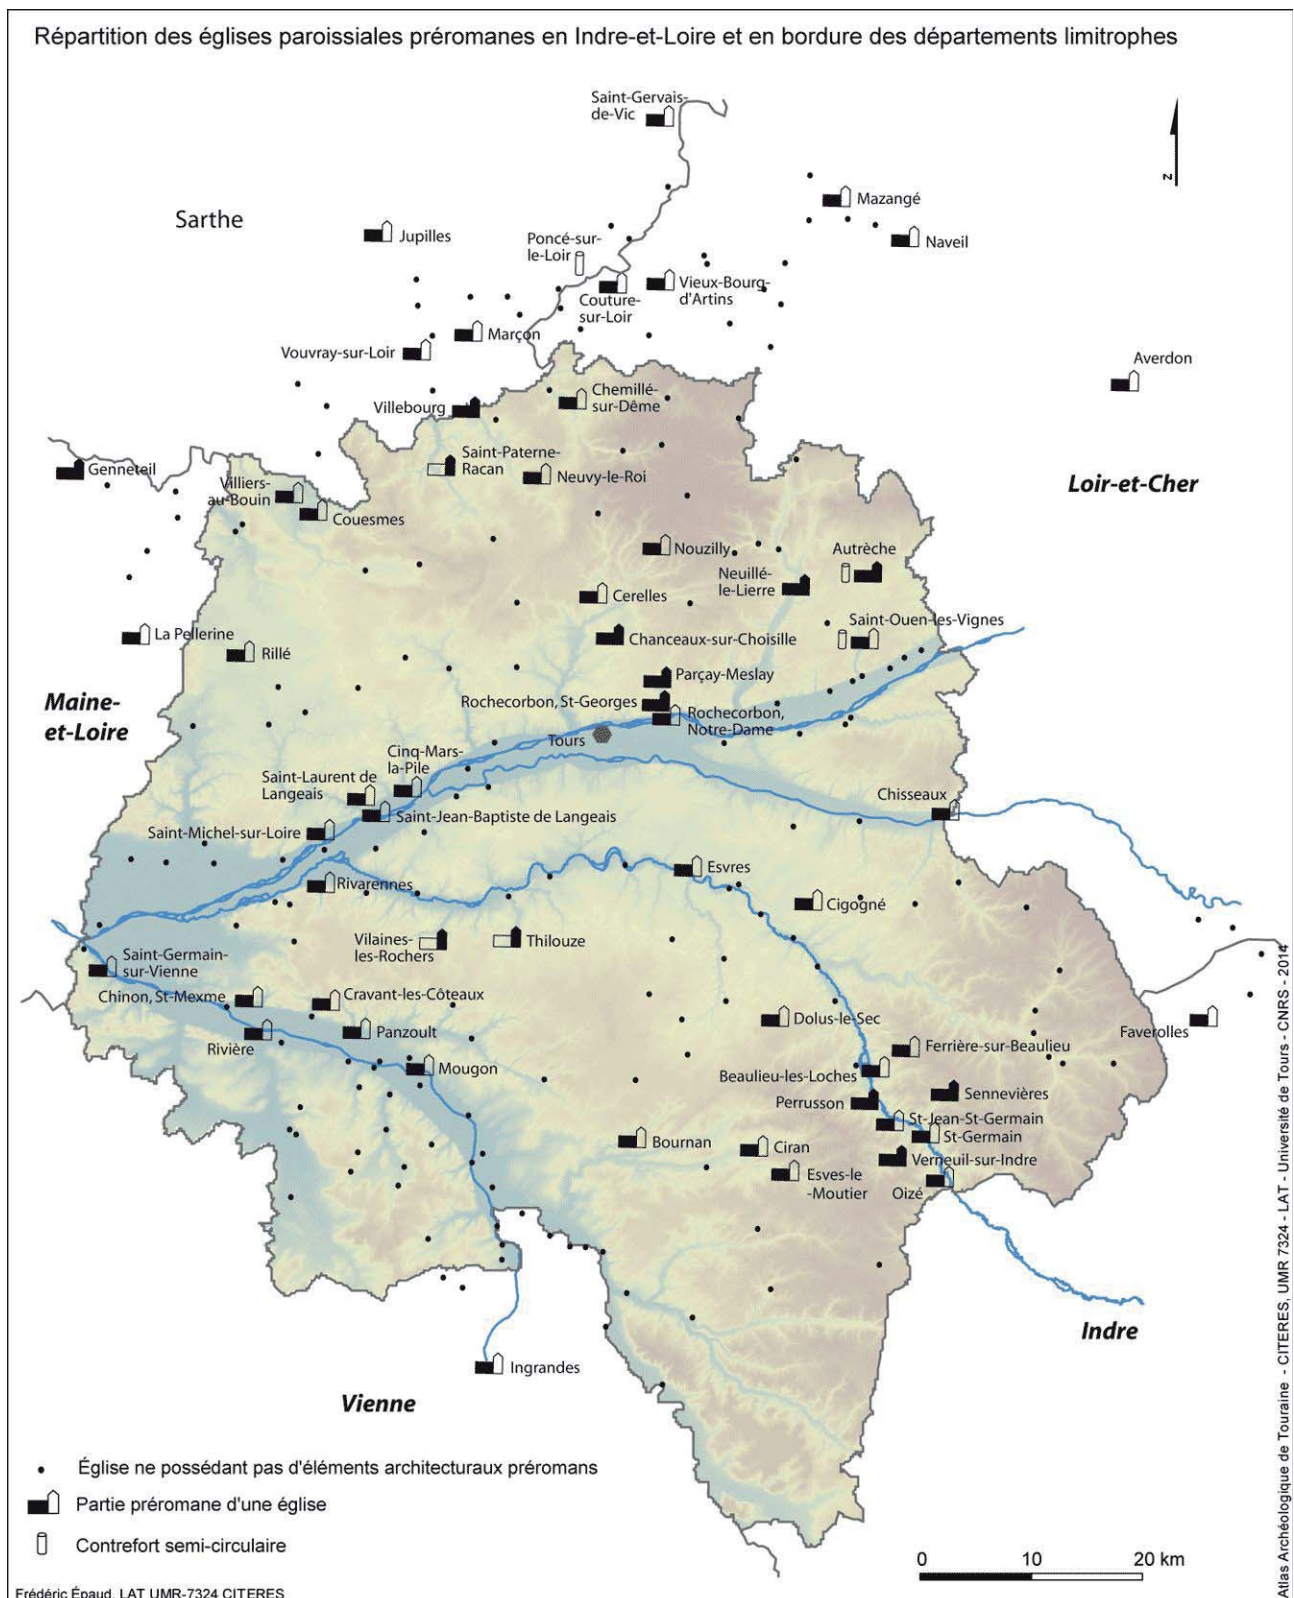 Répartition des églises paroissiales préromanes en Indre-et-Loire et en bordure des départements limitrophes
Saint-Gervais-
de-Vic
z
Mazangé
Sarthe
Jupilles
Naveil
Poncé-sur-
le-Loir
Vieux-Bourg-
d'Artins
Couture-
sur-Loir
Marçon
Vouvray-sur-Loir
Averdon
Chemillé-
sur-Dême
Villebourg
Saint-Paterne-
Racan
Genneteil
Neuvy-le-Roi
Villiers-
au-Bouin
Loir-et-Cher
Couesmes
Nouzilly
Autrèche
Neuillé-
le-Lierre
Cerelles
Saint-Ouen-les-Vignes
La Pellerine
Chanceaux-sur-Choisille
Rillé
Parçay-Meslay
Maine-
et-Loire
Rochecorbon, St-Georges
Rochecorbon,
Notre-Dame
Tours
Cinq-Mars-
la-Pile
Saint-Laurent de
Langeais
Chisseaux
Saint-Jean-Baptiste de Langeais
Saint-Michel-sur-Loire
Esvres
Rivarennes
Cigogné
Vilaines-
les-Rochers
Thilouze
Saint-Germain-
sur-Vienne
Chinon, St-Mexme
Cravant-les-Côteaux
Dolus-le-Sec
Panzoult
Faverolles
Rivière
Ferrière-sur-Beaulieu
Mougon
Beaulieu-les-Loches
Sennevières
Perrusson
St-Jean-St-Germain
St-Germain
Bournan
Ciran
Verneuil-sur-Indre
Esves-le
-Moutier
Oizé
Indre
Ingrandes
Vienne
Église ne possédant pas d'éléments architecturaux préromans
Partie préromane d'une église
Contrefort semi-circulaire
0 10 20 km
Frédéric Épaud, LAT UMR-7324 CITERES
Atlas Archéologique de Touraine - CITERES, UMR 7324 - LAT - Université de Tours - CNRS - 2014